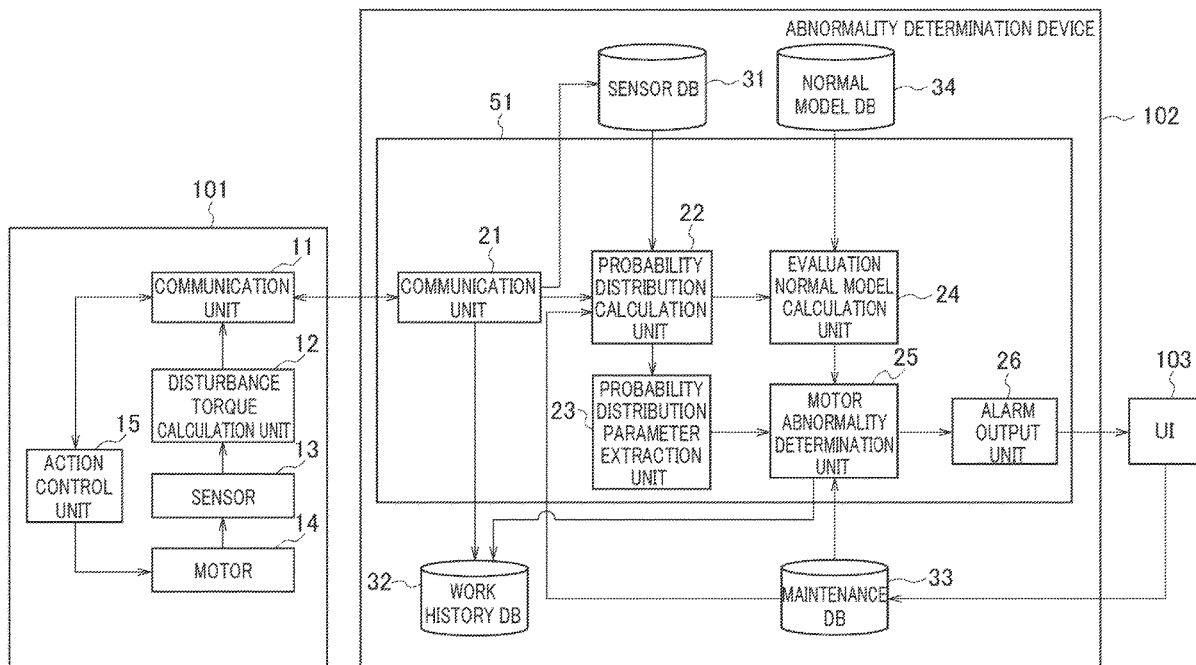 ABNORMALITY DETERMINATION DEVICE
SENSOR DB
31
NORMAL
MODEL DB
34
102
51
101
11
COMMUNICATION
UNIT
21
COMMUNICATION
UNIT
22
PROBABILITY
DISTRIBUTION
CALCULATION
UNIT
EVALUATION
NORMAL MODEL
CALCULATION
UNIT
24
12
DISTURBANCE
TORQUE
CALCULATION UNIT
23
PROBABILITY
DISTRIBUTION
PARAMETER
EXTRACTION
UNIT
25
MOTOR
ABNORMALITY
DETERMINATION
UNIT
26
ALARM
OUTPUT
UNIT
103
UI
15
ACTION
CONTROL
UNIT
13
SENSOR
14
MOTOR
32
WORK
HISTORY DB
33
MAINTENANCE
DB